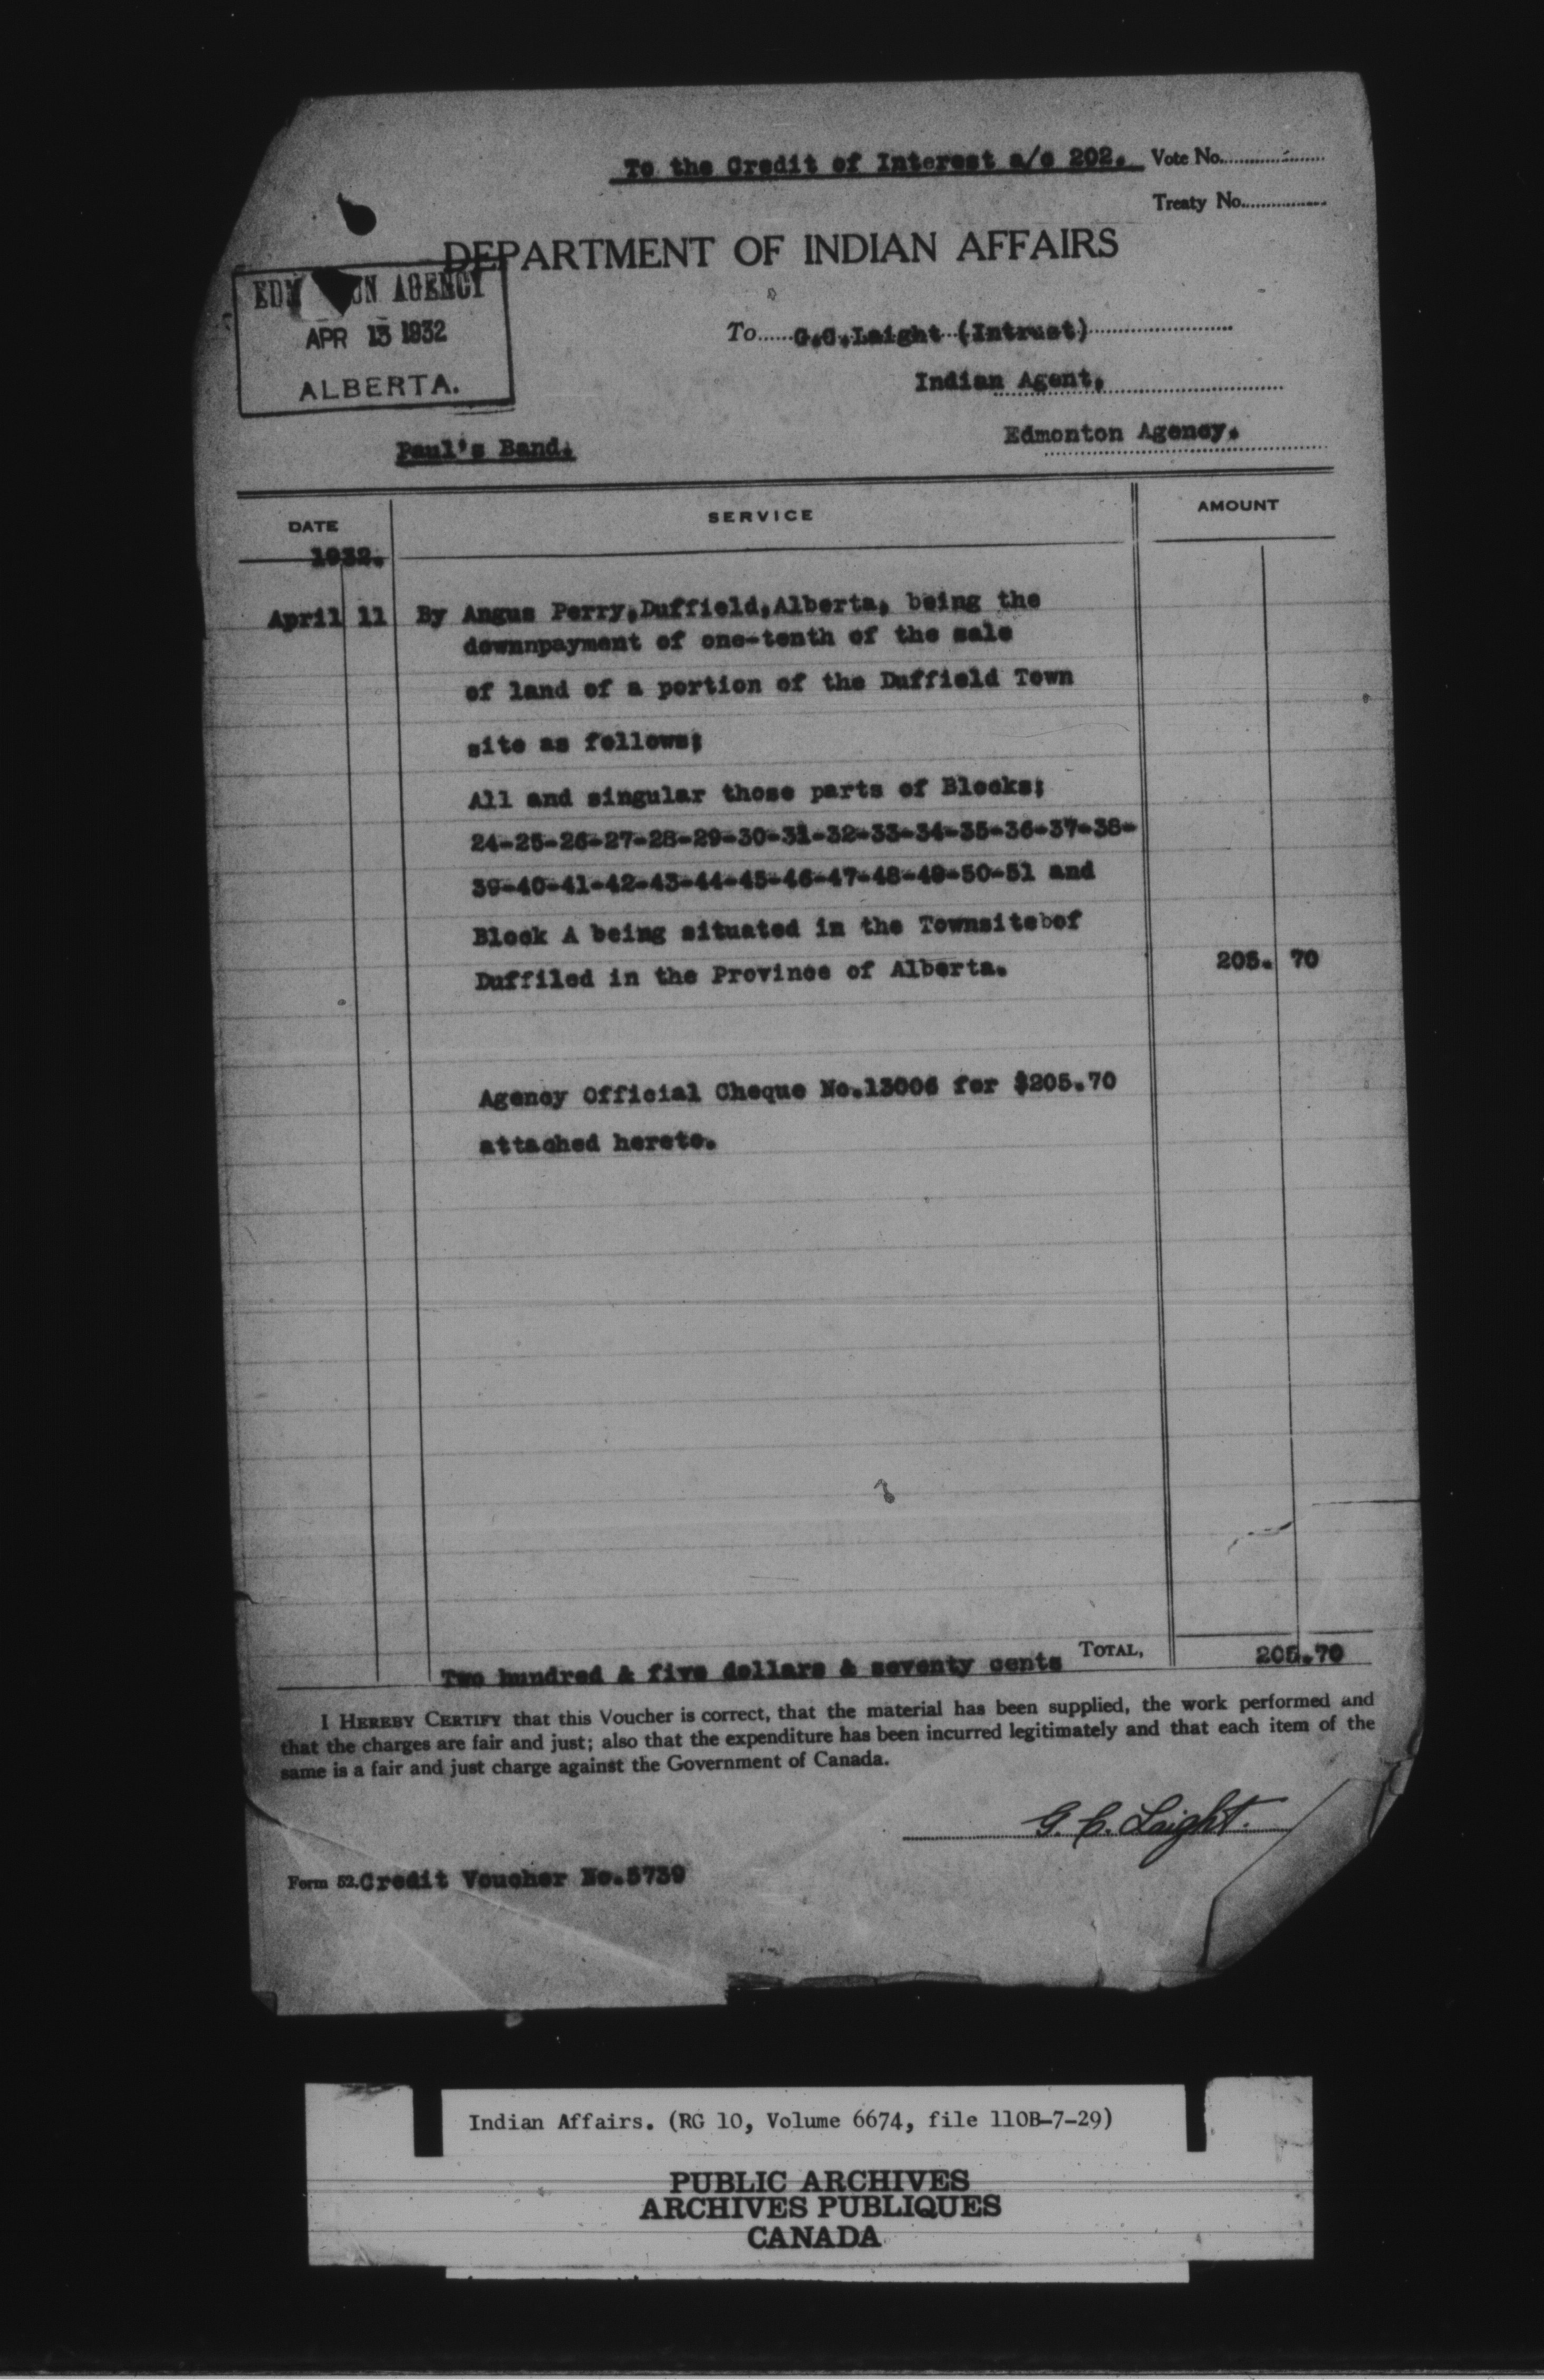 To the Credit of Interest a/c 202. Vote No.
Treaty No.
DEPARTMENT OF INDIAN AFFAIRS
EDM ON AGENCY
APR 13 1932
ALBERTA.
To G.C.Laight (Intrust)
Indian Agent.
Edmonton Agency.
Paul's Band.
DATE SERVICE AMOUNT
1932.
April 11 By Angus Perry,Duffield,Alberta, being the
downnpayment of one-tenth of the sale
of land of a portion of the Duffield Town
site as follows;
All and singular those parts of Blocks;
24-25-26-27-28-29-30-31-32-33-34-35-36-37-38-
39-40-41-42-43-44-45-46-47-48-49-50-51 and
Block A being situated in the Townsitebof
Duffiled in the Province of Alberta. 205. 70
Agency Official Cheque No.13006 for $205.70
attached hereto.
Two hundred & five dollars & seventy cents TOTAL, 205.70
I HEREBY CERTIFY that this Voucher is correct, that the material has been supplied, the work performed and
that the charges are fair and just; also that the expenditure has been incurred legitimately and that each item of the
same is a fair and just charge against the Government of Canada.
G. C. Laight.
Form 52. Credit Voucher No.5739
Indian Affairs. (RG 10, Volume 6674, file 110B-7-29)
PUBLIC ARCHIVES
ARCHIVES PUBLIQUES
CANADA